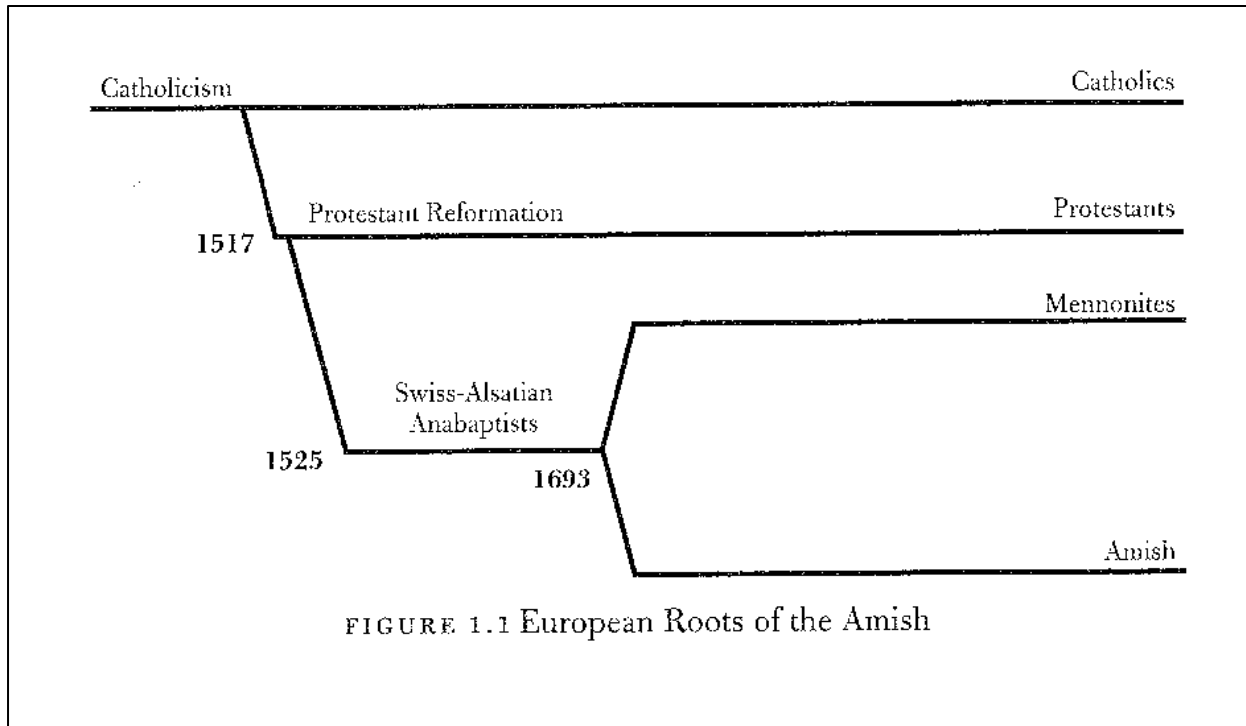 Catholicism
Catholics
Protestant Reformation
Protestants
1517
Mennonites
Swiss-Alsatian
Anabaptists
1525
1693
Amish
FIGURE 1.1 European Roots of the Amish